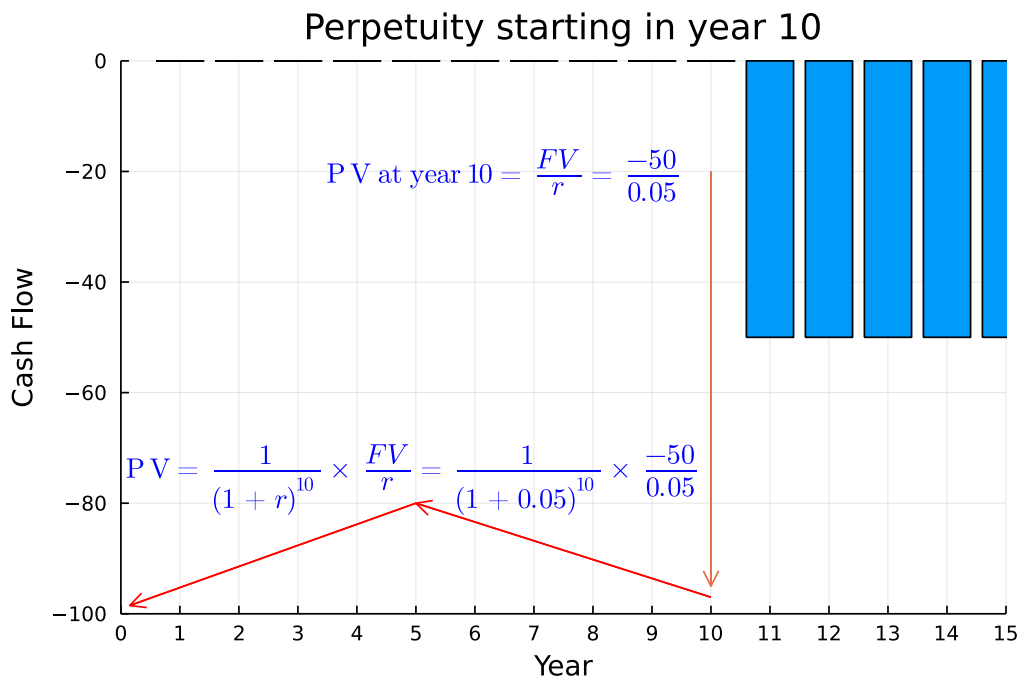 Perpetuity starting in year 10
0
−20
−40
−60
−80
−100
Cash Flow
PV at year 10 = FV/r = −50/0.05
PV = 1/(1 + r)^10 × FV/r = 1/(1 + 0.05)^10 × −50/0.05
0 1 2 3 4 5 6 7 8 9 10 11 12 13 14 15
Year